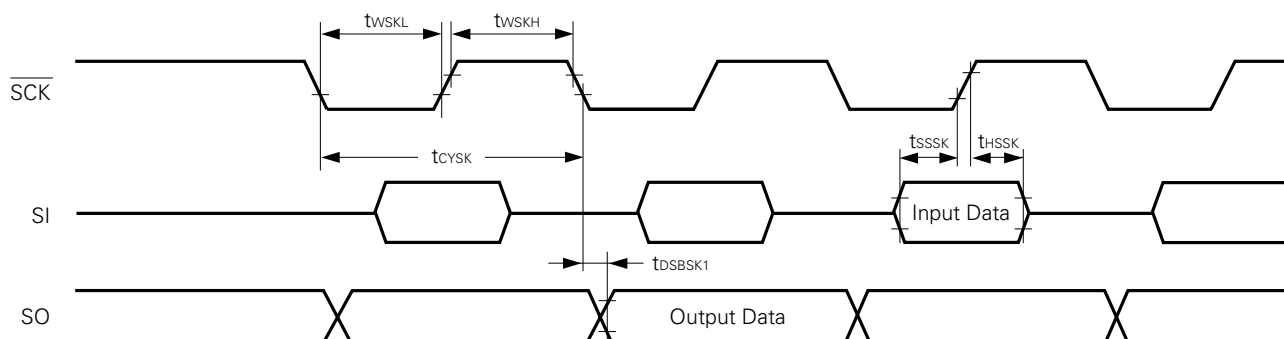 tWSKL tWSKH
SCK
tSSSK tHSSK
tCYSK
SI Input Data
tDSBSK1
SO Output Data